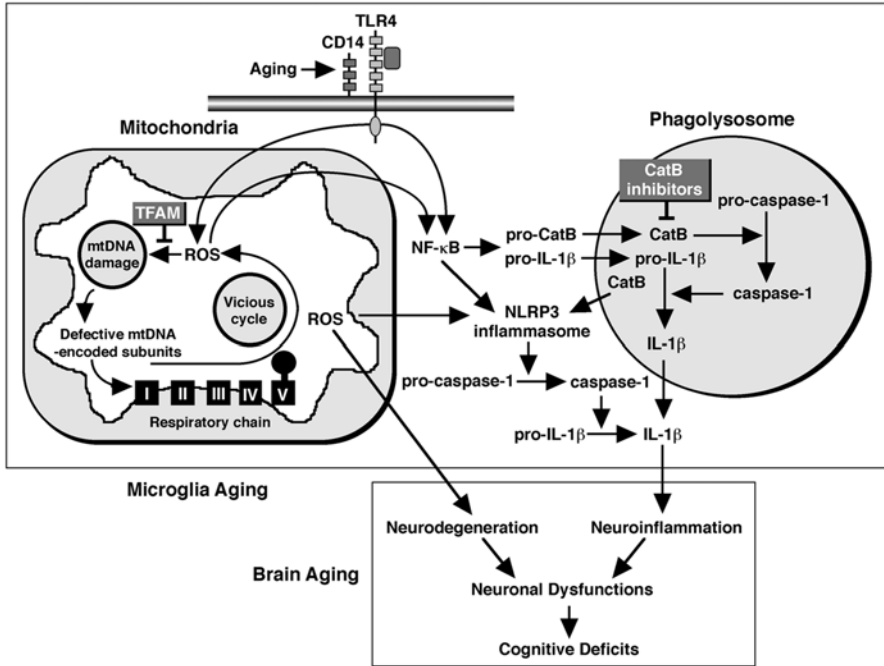 TLR4
CD14
Aging
Mitochondria
Phagolysosome
CatB
inhibitors
TFAM
pro-caspase-1
mtDNA
damage
ROS
NF-κB
pro-CatB
CatB
pro-IL-1β
pro-IL-1β
CatB
caspase-1
Vicious
cycle
ROS
NLRP3
inflammasome
Defective mtDNA
-encoded subunits
IL-1β
I II III IV V
Respiratory chain
pro-caspase-1
caspase-1
pro-IL-1β
IL-1β
Microglia Aging
Neurodegeneration
Neuroinflammation
Brain Aging
Neuronal Dysfunctions
Cognitive Deficits